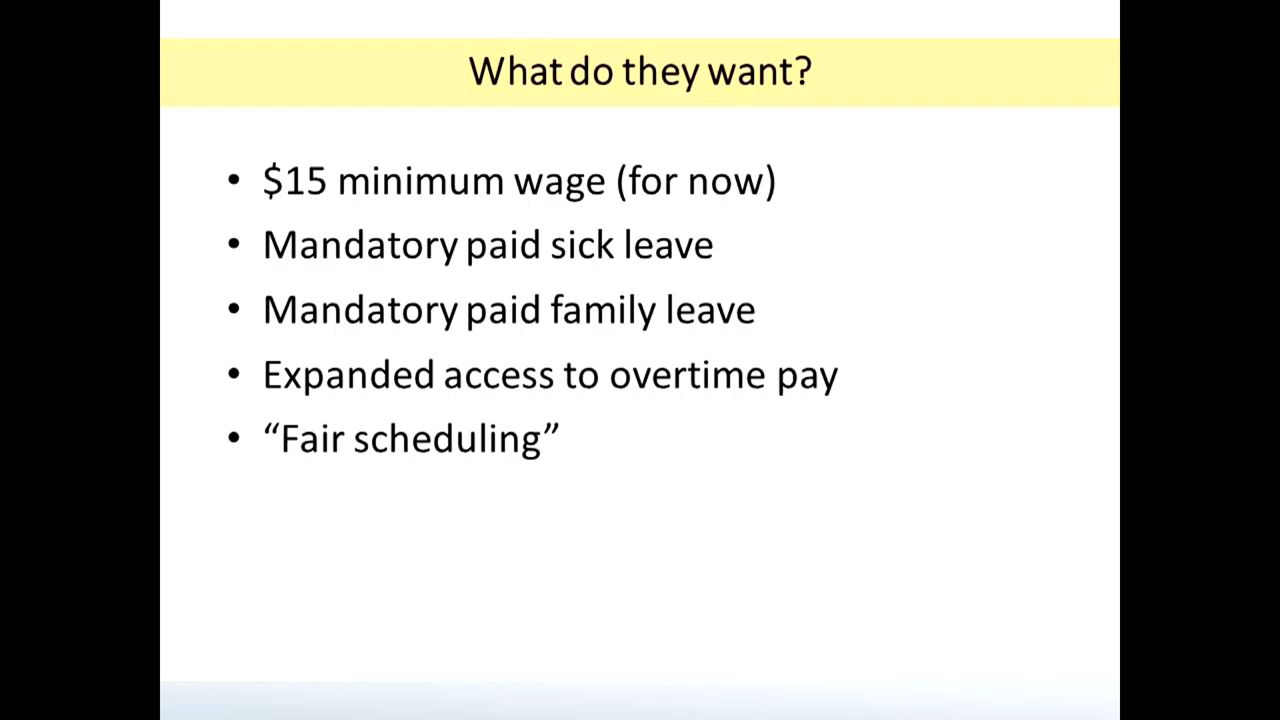 What do they want?
• $15 minimum wage (for now)
• Mandatory paid sick leave
• Mandatory paid family leave
• Expanded access to overtime pay
• “Fair scheduling”